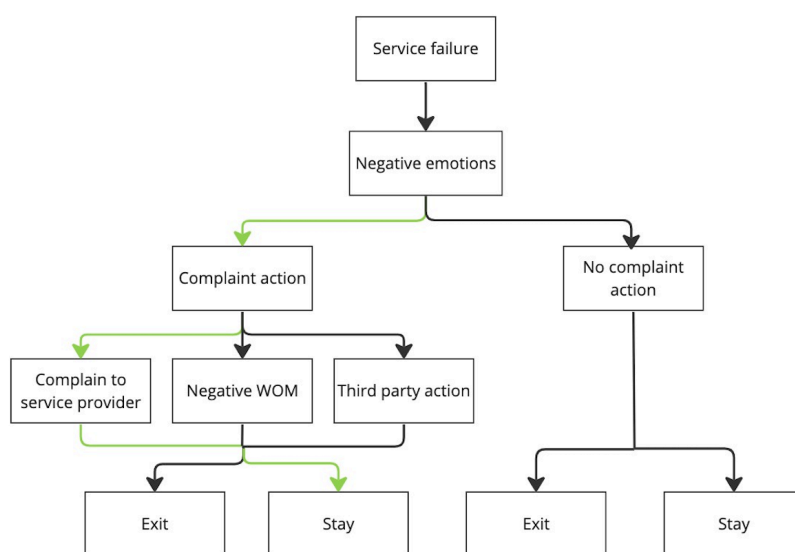 Service failure
Negative emotions
Complaint action
No complaint
action
Complain to
service provider
Negative WOM
Third party action
Exit
Stay
Exit
Stay